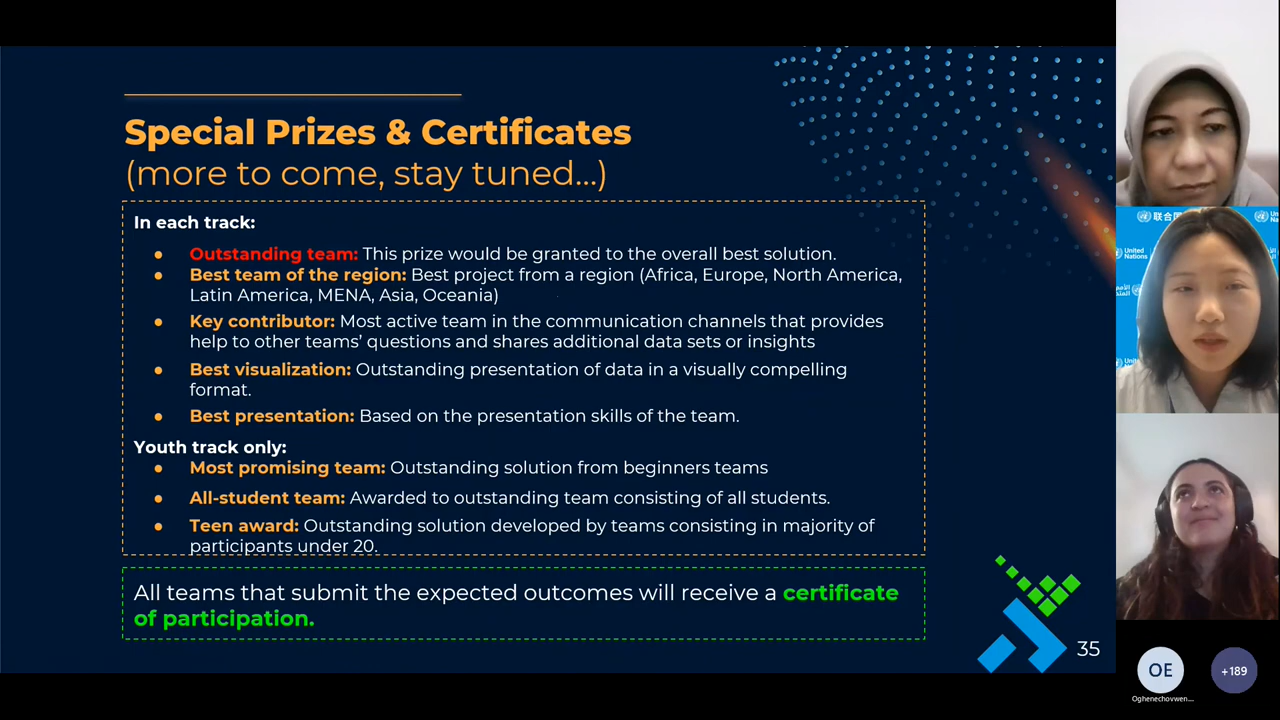 Special Prizes & Certificates
(more to come, stay tuned...)
In each track:
● Outstanding team: This prize would be granted to the overall best solution.
● Best team of the region: Best project from a region (Africa, Europe, North America,
Latin America, MENA, Asia, Oceania)
● Key contributor: Most active team in the communication channels that provides
help to other teams' questions and shares additional data sets or insights
● Best visualization: Outstanding presentation of data in a visually compelling
format.
● Best presentation: Based on the presentation skills of the team.
Youth track only:
● Most promising team: Outstanding solution from beginners teams
● All-student team: Awarded to outstanding team consisting of all students.
● Teen award: Outstanding solution developed by teams consisting in majority of
participants under 20.
All teams that submit the expected outcomes will receive a certificate
of participation.
35
联合国
United
Nations
OE
+189
Oghenechovwen...